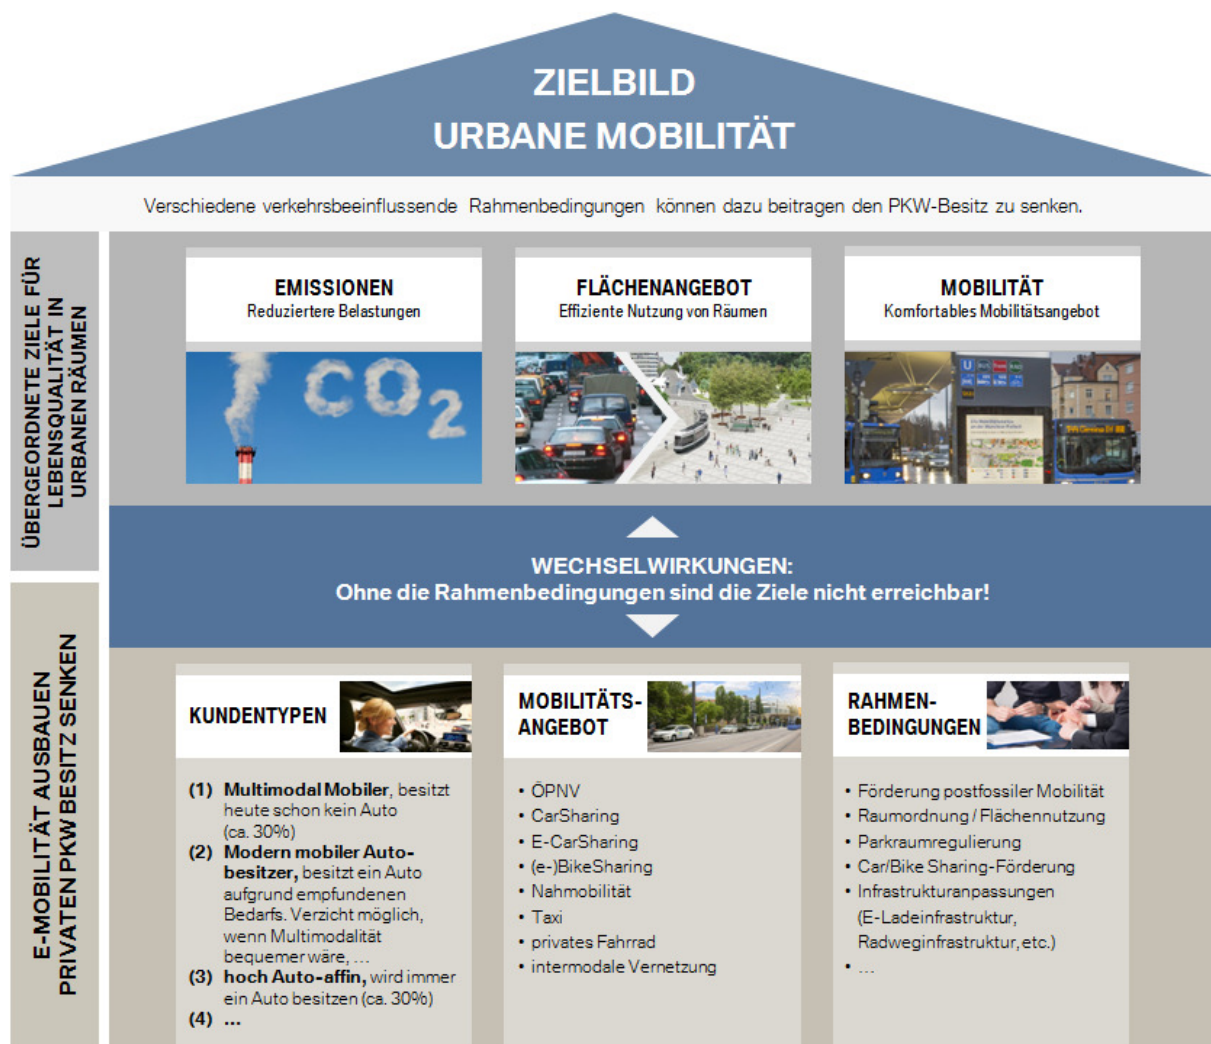 ZIELBILD
URBANE MOBILITÄT
Verschiedene verkehrsbeeinflussende Rahmenbedingungen können dazu beitragen den PKW-Besitz zu senken.
ÜBERGEORDNETE ZIELE FÜR
LEBENSQUALITÄT IN
URBANEN RÄUMEN
EMISSIONEN
Reduziertere Belastungen
CO2
FLÄCHENANGEBOT
Effiziente Nutzung von Räumen
MOBILITÄT
Komfortables Mobilitätsangebot
U BUS Tram
WECHSELWIRKUNGEN:
Ohne die Rahmenbedingungen sind die Ziele nicht erreichbar!
E-MOBILITÄT AUSBAUEN
PRIVATEN PKW BESITZ SENKEN
KUNDENTYPEN
(1) Multimodal Mobiler, besitzt
heute schon kein Auto
(ca. 30%)
(2) Modern mobiler Auto-
besitzer, besitzt ein Auto
aufgrund empfundenen
Bedarfs. Verzicht möglich,
wenn Multimodalität
bequemer wäre, …
(3) hoch Auto-affin, wird immer
ein Auto besitzen (ca. 30%)
(4) …
MOBILITÄTS-
ANGEBOT
• ÖPNV
• CarSharing
• E-CarSharing
• (e-)BikeSharing
• Nahmobilität
• Taxi
• privates Fahrrad
• intermodale Vernetzung
RAHMEN-
BEDINGUNGEN
• Förderung postfossiler Mobilität
• Raumordnung / Flächennutzung
• Parkraumregulierung
• Car/Bike Sharing-Förderung
• Infrastrukturanpassungen
(E-Ladeinfrastruktur,
Radweginfrastruktur, etc.)
• …